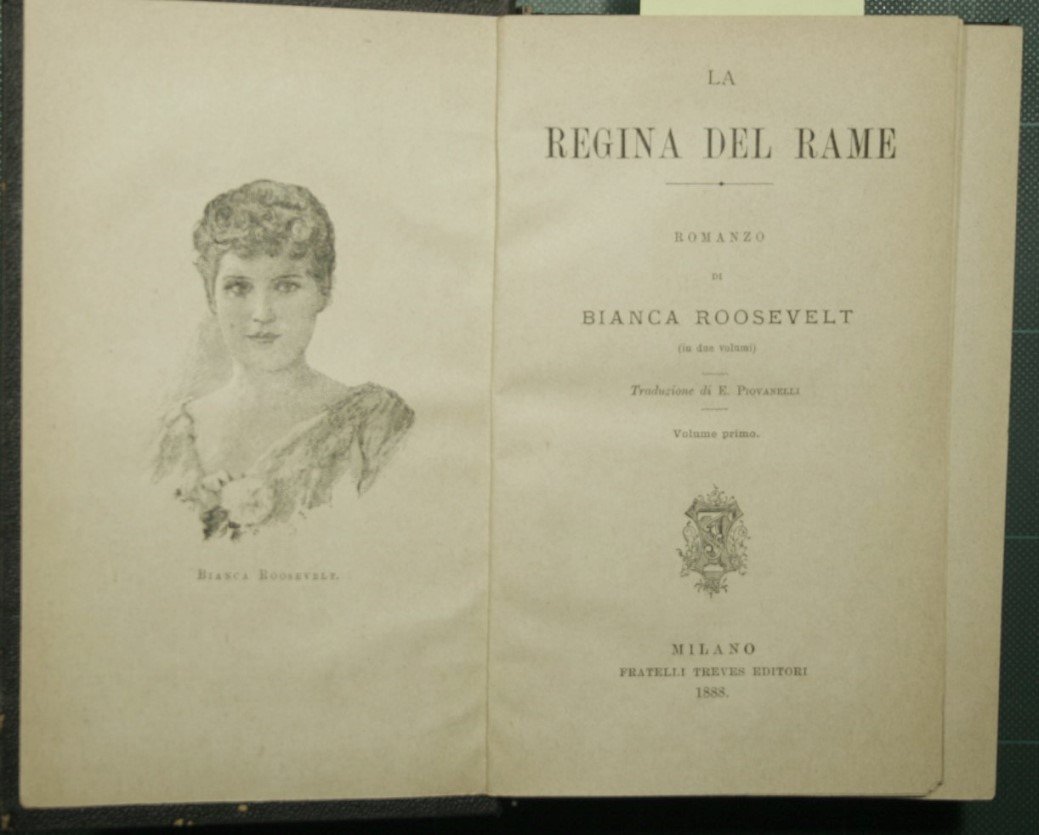 BIANCA ROOSEVELT.
LA
REGINA DEL RAME
ROMANZO
DI
BIANCA ROOSEVELT
(in due volumi)
Traduzione di E. PIOVANELLI
Volume primo.
MILANO
FRATELLI TREVES EDITORI
1888.